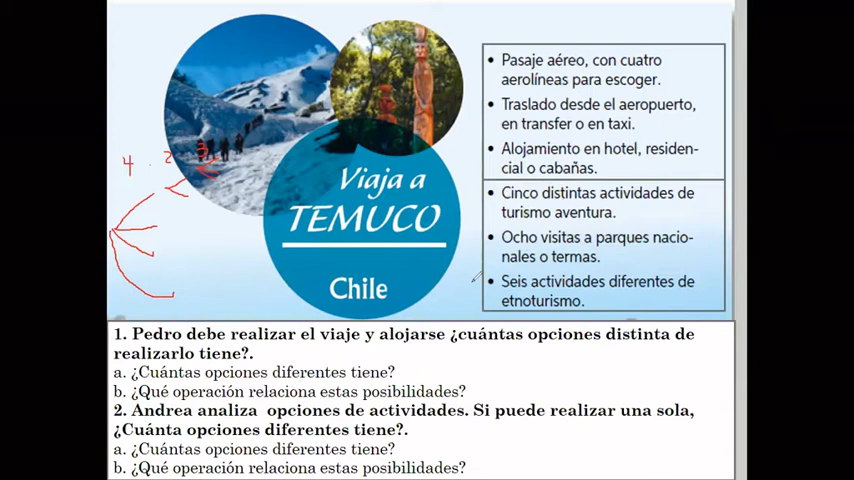 4 . 2 3
Viaja a
TEMUCO
Chile
• Pasaje aéreo, con cuatro
aerolíneas para escoger.
• Traslado desde el aeropuerto,
en transfer o en taxi.
• Alojamiento en hotel, residen-
cial o cabañas.
• Cinco distintas actividades de
turismo aventura.
• Ocho visitas a parques nacio-
nales o termas.
• Seis actividades diferentes de
etnoturismo.
1. Pedro debe realizar el viaje y alojarse ¿cuántas opciones distinta de
realizarlo tiene?.
a. ¿Cuántas opciones diferentes tiene?
b. ¿Qué operación relaciona estas posibilidades?
2. Andrea analiza opciones de actividades. Si puede realizar una sola,
¿Cuánta opciones diferentes tiene?.
a. ¿Cuántas opciones diferentes tiene?
b. ¿Qué operación relaciona estas posibilidades?